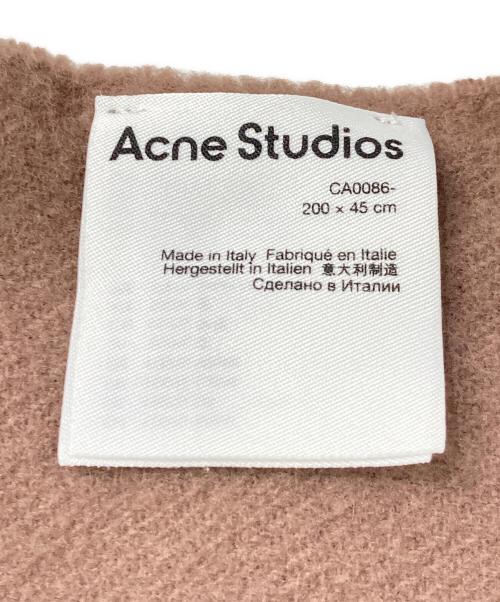 Acne Studios
CA0086-
200 × 45 cm
Made in Italy Fabriqué en Italie
Hergestellt in Italien 意大利制造
Сделано в Италии